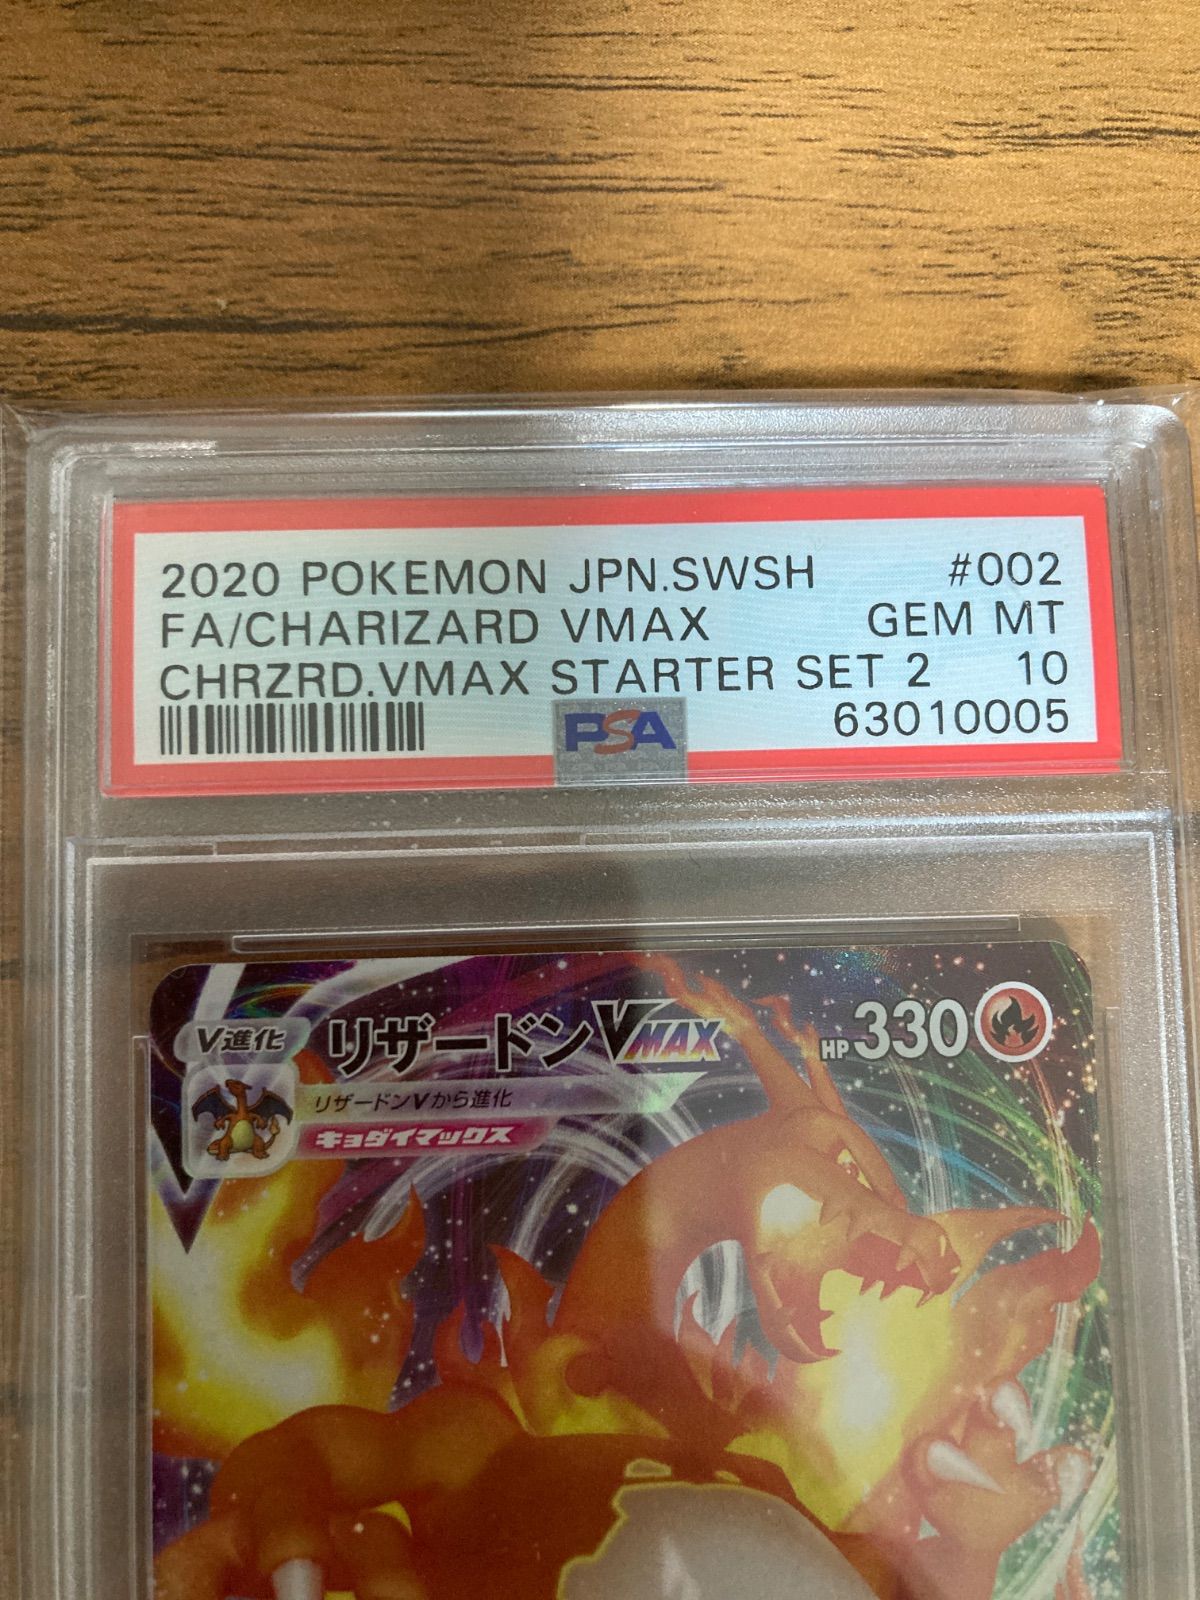 2020 POKEMON JPN.SWSH #002
FA/CHARIZARD VMAX GEM MT
CHRZRD.VMAX STARTER SET 2 10
PSA 63010005
V進化 リザードンVMAX HP330
リザードンVから進化
キョダイマックス